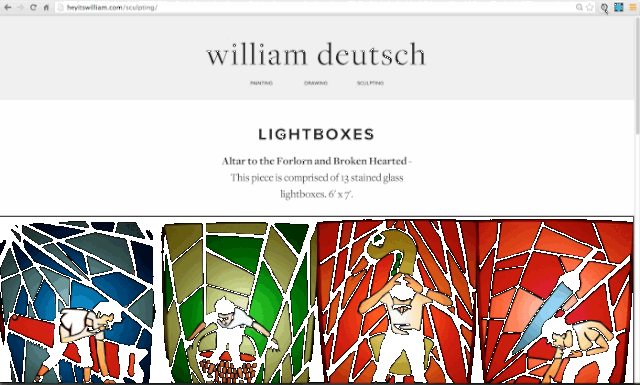 heyitswilliam.com/sculpting/
william deutsch
PAINTING DRAWING SCULPTING
LIGHTBOXES
Altar to the Forlorn and Broken Hearted -
This piece is comprised of 13 stained glass
lightboxes. 6' x 7'.